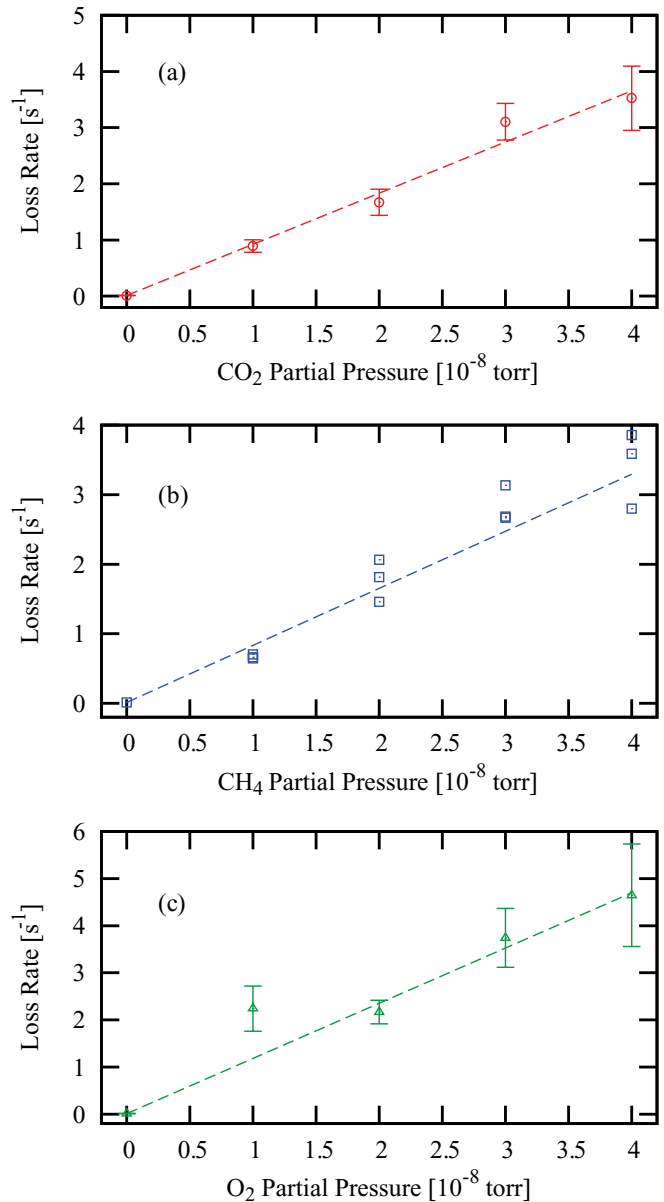 5
4
3
2
1
0
(a)
Loss Rate [s⁻¹]
0 0.5 1 1.5 2 2.5 3 3.5 4
CO₂ Partial Pressure [10⁻⁸ torr]
4
3
2
1
0
(b)
Loss Rate [s⁻¹]
0 0.5 1 1.5 2 2.5 3 3.5 4
CH₄ Partial Pressure [10⁻⁸ torr]
6
5
4
3
2
1
0
(c)
Loss Rate [s⁻¹]
0 0.5 1 1.5 2 2.5 3 3.5 4
O₂ Partial Pressure [10⁻⁸ torr]